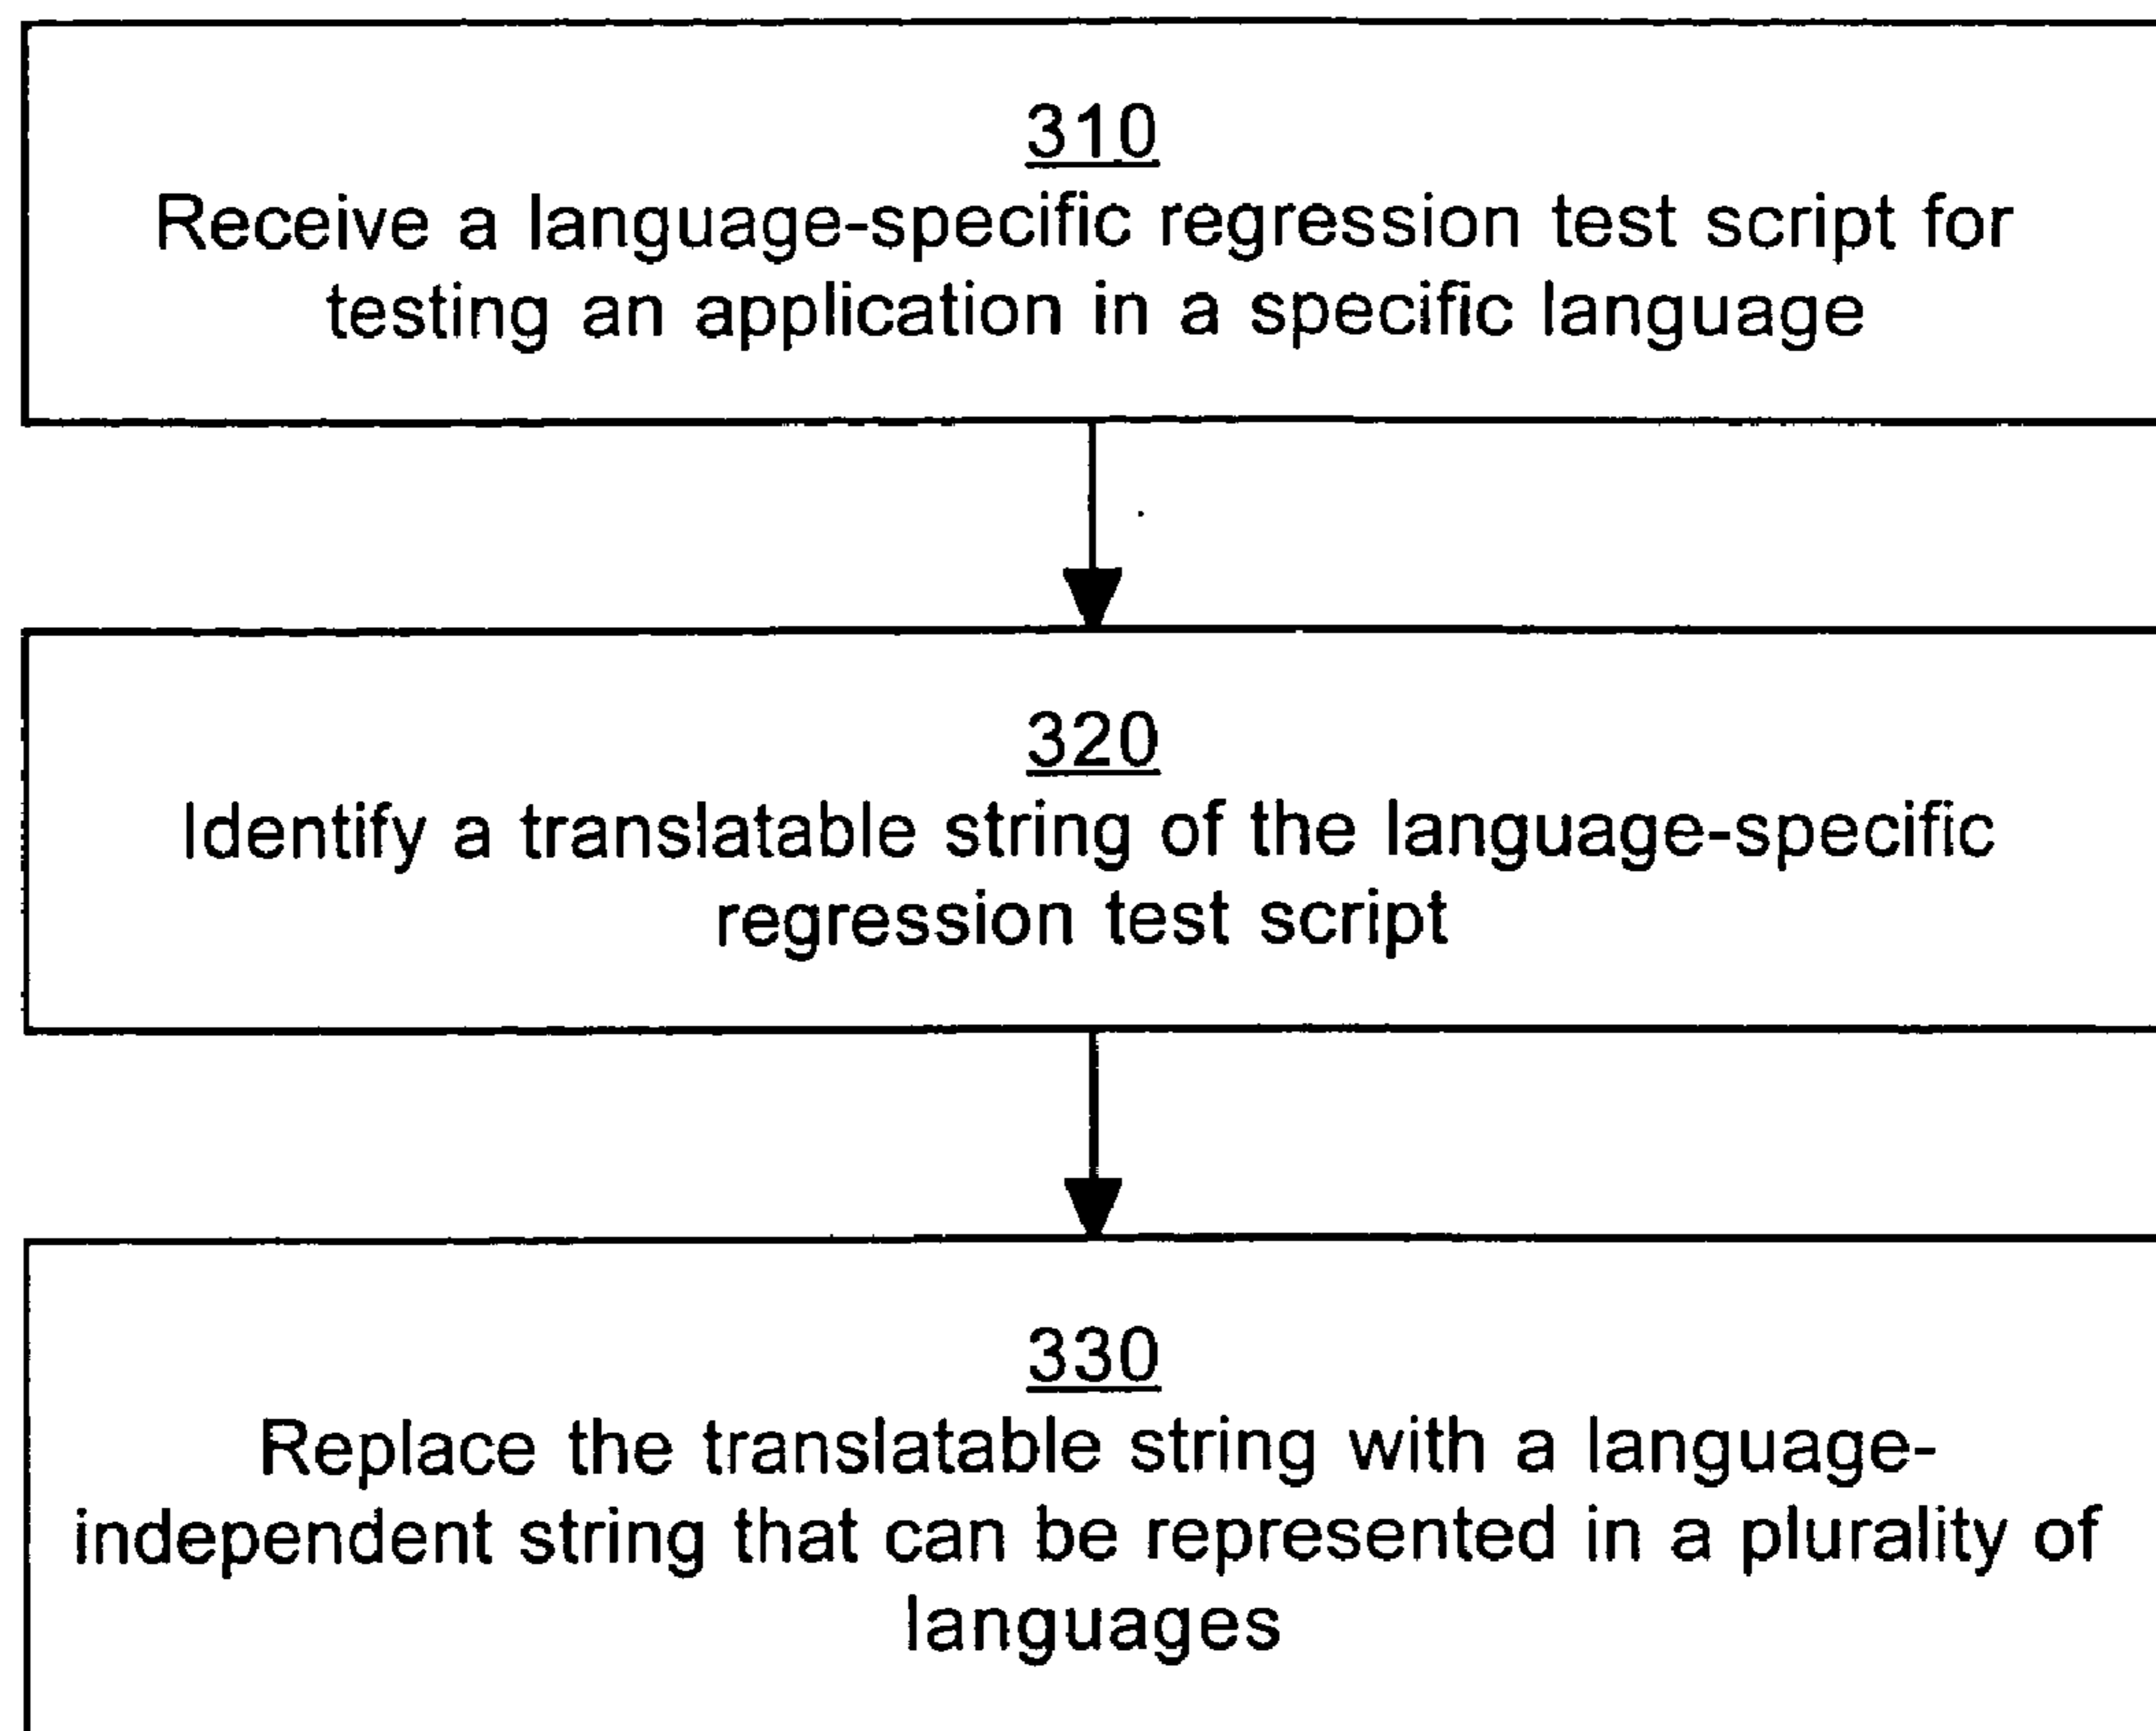 310
Receive a language-specific regression test script for
testing an application in a specific language
320
Identify a translatable string of the language-specific
regression test script
330
Replace the translatable string with a language-
independent string that can be represented in a plurality of
languages